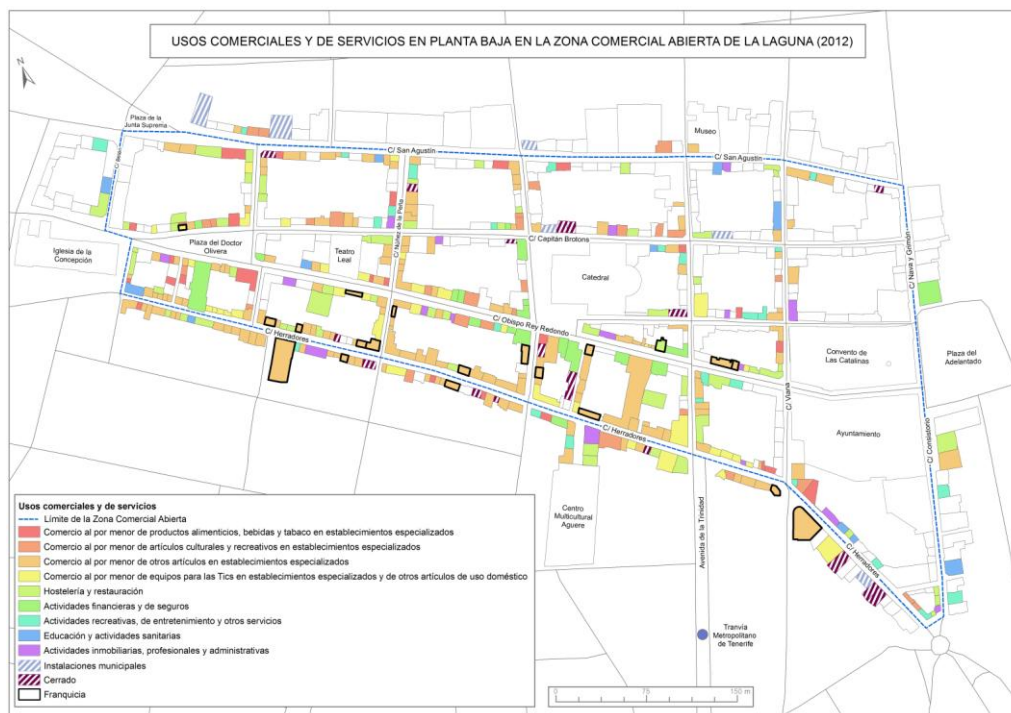 USOS COMERCIALES Y DE SERVICIOS EN PLANTA BAJA EN LA ZONA COMERCIAL ABIERTA DE LA LAGUNA (2012)
N
Plaza de la
Junta Suprema
Museo
C/ San Agustín
C/ San Agustín
C/ Núñez de la Peña
Iglesia de la
Concepción
Plaza del Doctor
Olivera
Teatro
Leal
C/ Capitán Brotons
Catedral
C/ Nava y Grimón
C/ Obispo Rey Redondo
C/ Herradores
Convento de
Las Catalinas
Plaza del
Adelantado
C/ Viana
C/ Herradores
Ayuntamiento
C/ Consistorio
Centro
Multicultural
Aguere
Avenida de la Trinidad
C/ Herradores
Tranvía
Metropolitano
de Tenerife
Usos comerciales y de servicios
Límite de la Zona Comercial Abierta
Comercio al por menor de productos alimenticios, bebidas y tabaco en establecimientos especializados
Comercio al por menor de artículos culturales y recreativos en establecimientos especializados
Comercio al por menor de otros artículos en establecimientos especializados
Comercio al por menor de equipos para las Tics en establecimientos especializados y de otros artículos de uso doméstico
Hostelería y restauración
Actividades financieras y de seguros
Actividades recreativas, de entretenimiento y otros servicios
Educación y actividades sanitarias
Actividades inmobiliarias, profesionales y administrativas
Instalaciones municipales
Cerrado
Franquicia
0 75 150 m